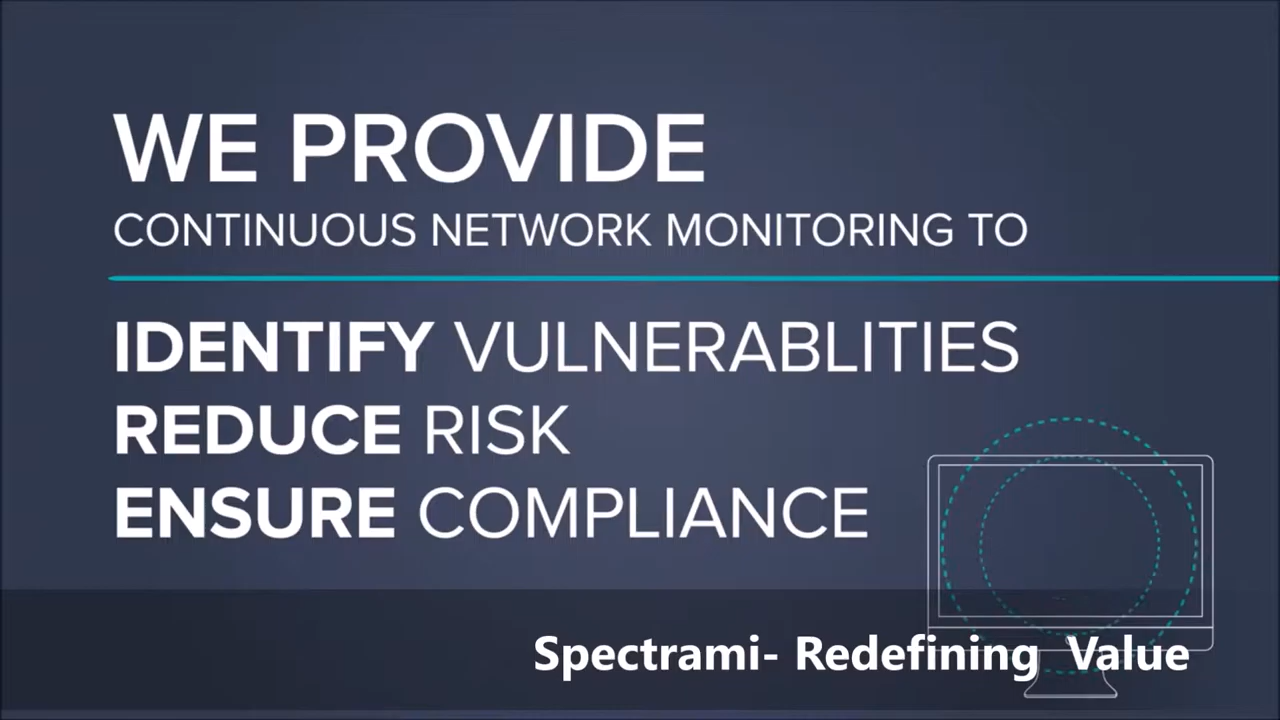 WE PROVIDE
CONTINUOUS NETWORK MONITORING TO
IDENTIFY VULNERABLITIES
REDUCE RISK
ENSURE COMPLIANCE
Spectrami- Redefining Value